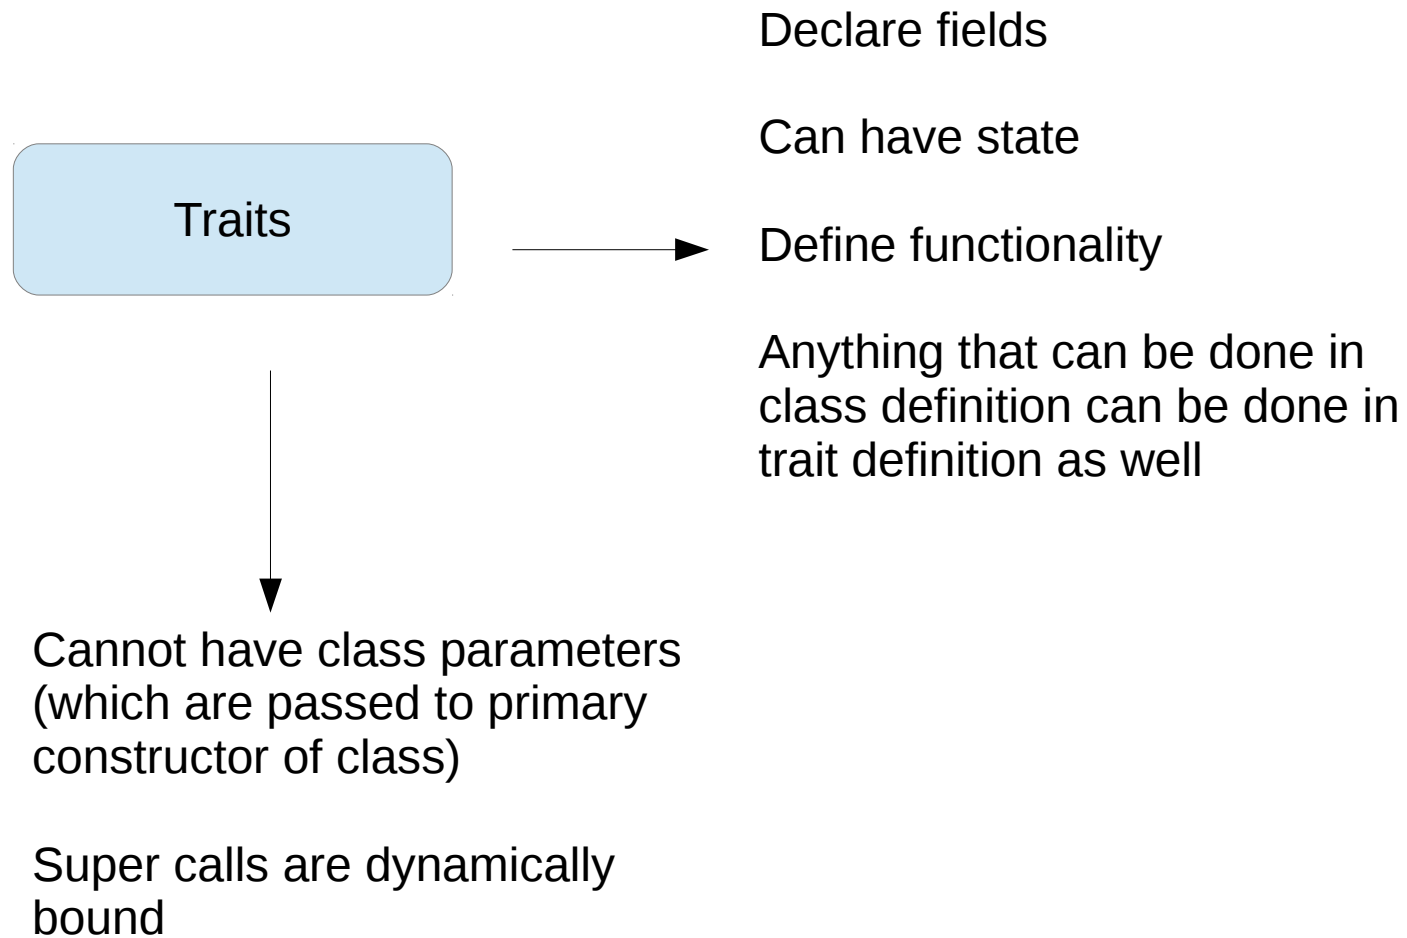 Declare fields
Can have state
Traits
Define functionality
Anything that can be done in
class definition can be done in
trait definition as well
Cannot have class parameters
(which are passed to primary
constructor of class)
Super calls are dynamically
bound